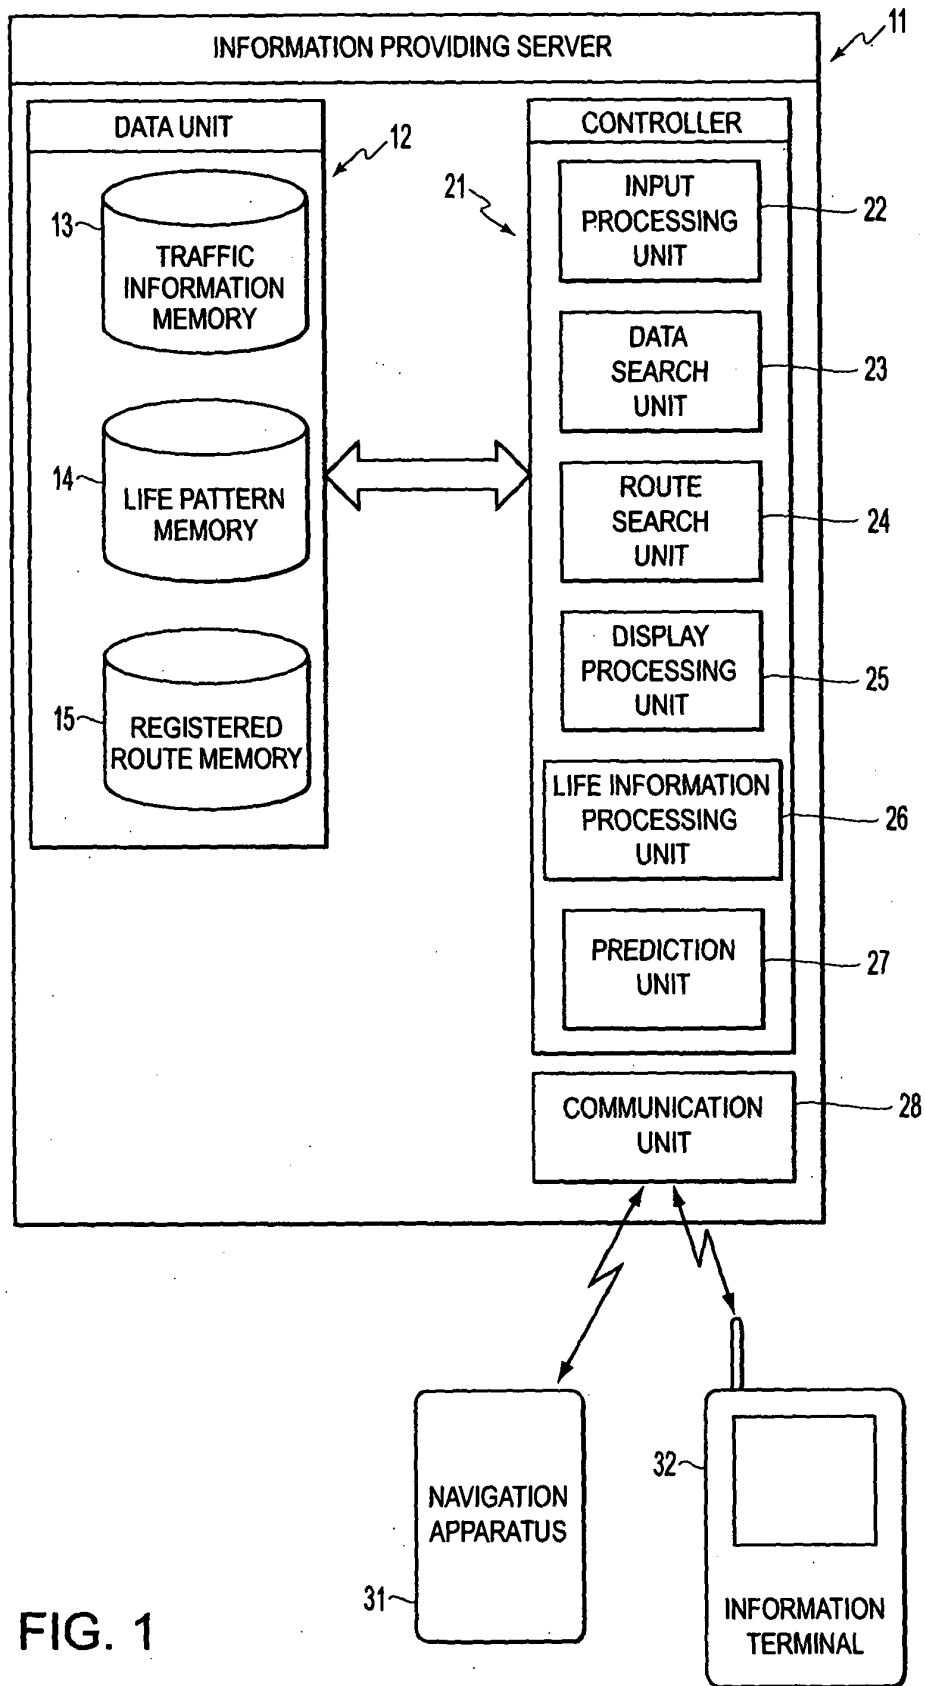 INFORMATION PROVIDING SERVER
11
DATA UNIT
12
13
TRAFFIC
INFORMATION
MEMORY
14
LIFE PATTERN
MEMORY
15
REGISTERED
ROUTE MEMORY
CONTROLLER
21
INPUT
PROCESSING
UNIT
22
DATA
SEARCH
UNIT
23
ROUTE
SEARCH
UNIT
24
DISPLAY
PROCESSING
UNIT
25
LIFE INFORMATION
PROCESSING
UNIT
26
PREDICTION
UNIT
27
COMMUNICATION
UNIT
28
NAVIGATION
APPARATUS
31
32
INFORMATION
TERMINAL
FIG. 1